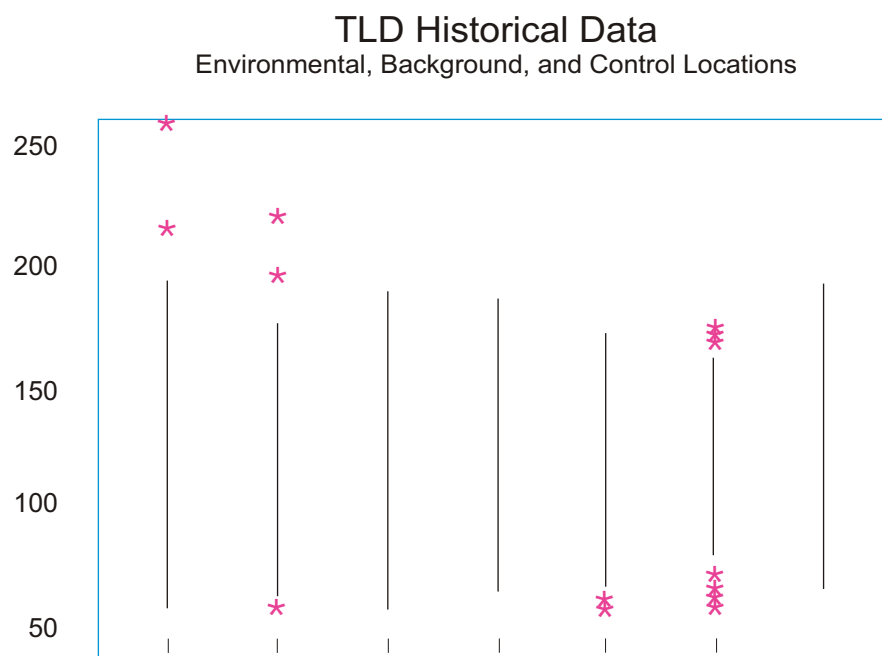 TLD Historical Data
Environmental, Background, and Control Locations
250
200
150
100
50